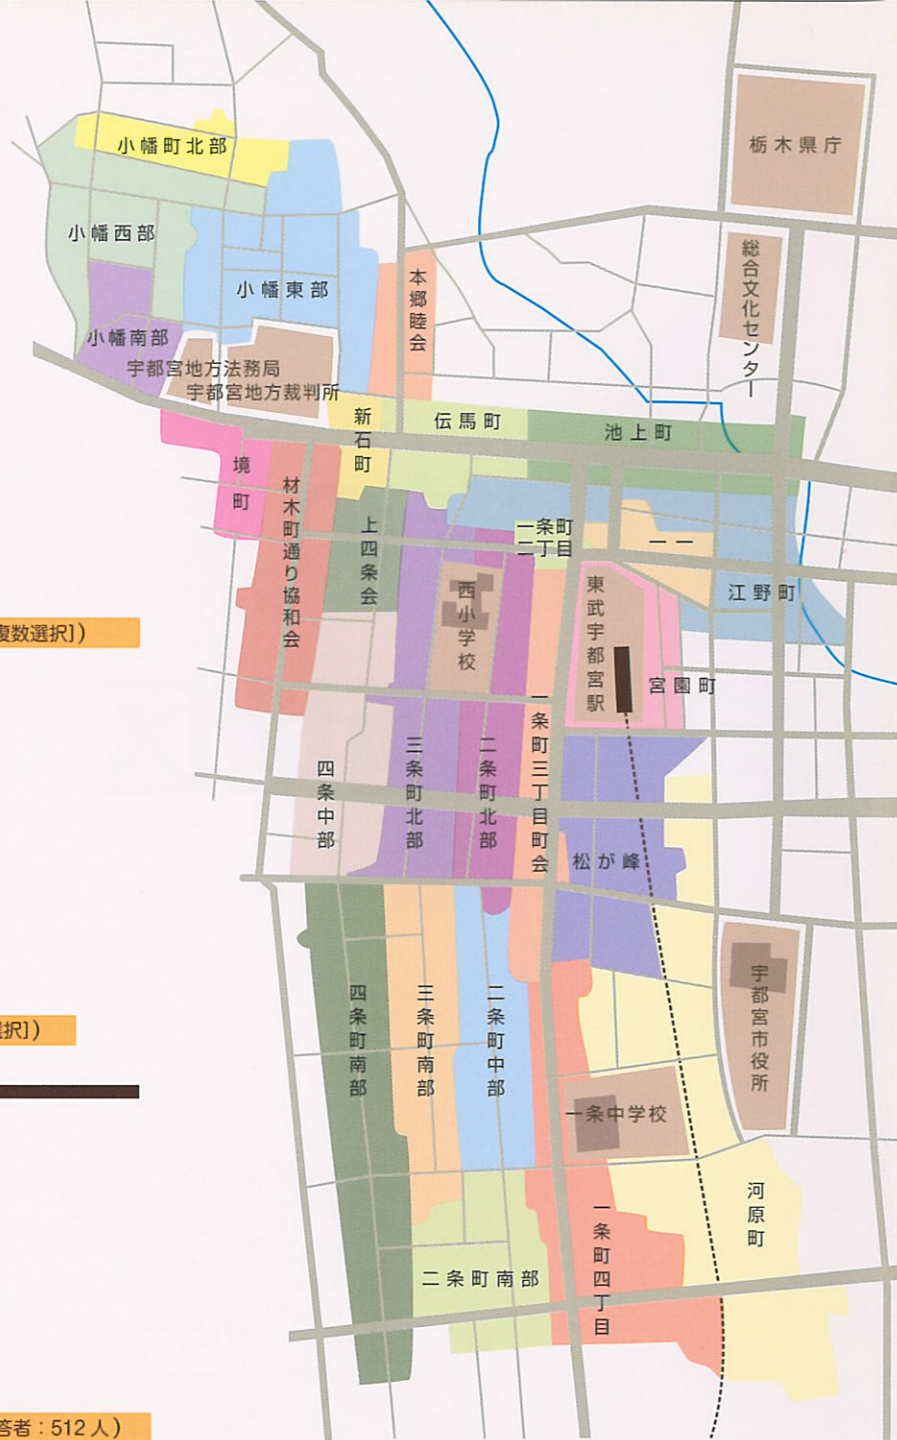 小幡町北部
栃木県庁
小幡西部
総合文化センター
小幡東部
本郷睦会
小幡南部
宇都宮地方法務局
宇都宮地方裁判所
新石町
伝馬町
池上町
境町
材木町通り協和会
上四条会
一条町
二丁目
一一
西小学校
東武宇都宮駅
江野町
複数選択])
宮園町
一条町三丁目町会
三条町北部
二条町北部
四条中部
松が峰
宇都宮市役所
四条町南部
三条町南部
二条町中部
択])
一条中学校
河原町
一条町四丁目
二条町南部
答者：512人)